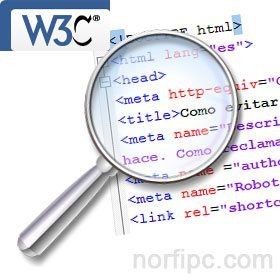 W3C®
<!DOCTYPE html>
<html lang="es">
<head>
<meta http-equiv="C
<title>Como evitar
<meta name="Descri
hace. Como reclama
<meta name ="autho
<meta name="Robot
<link rel="shortc
norfipc.com